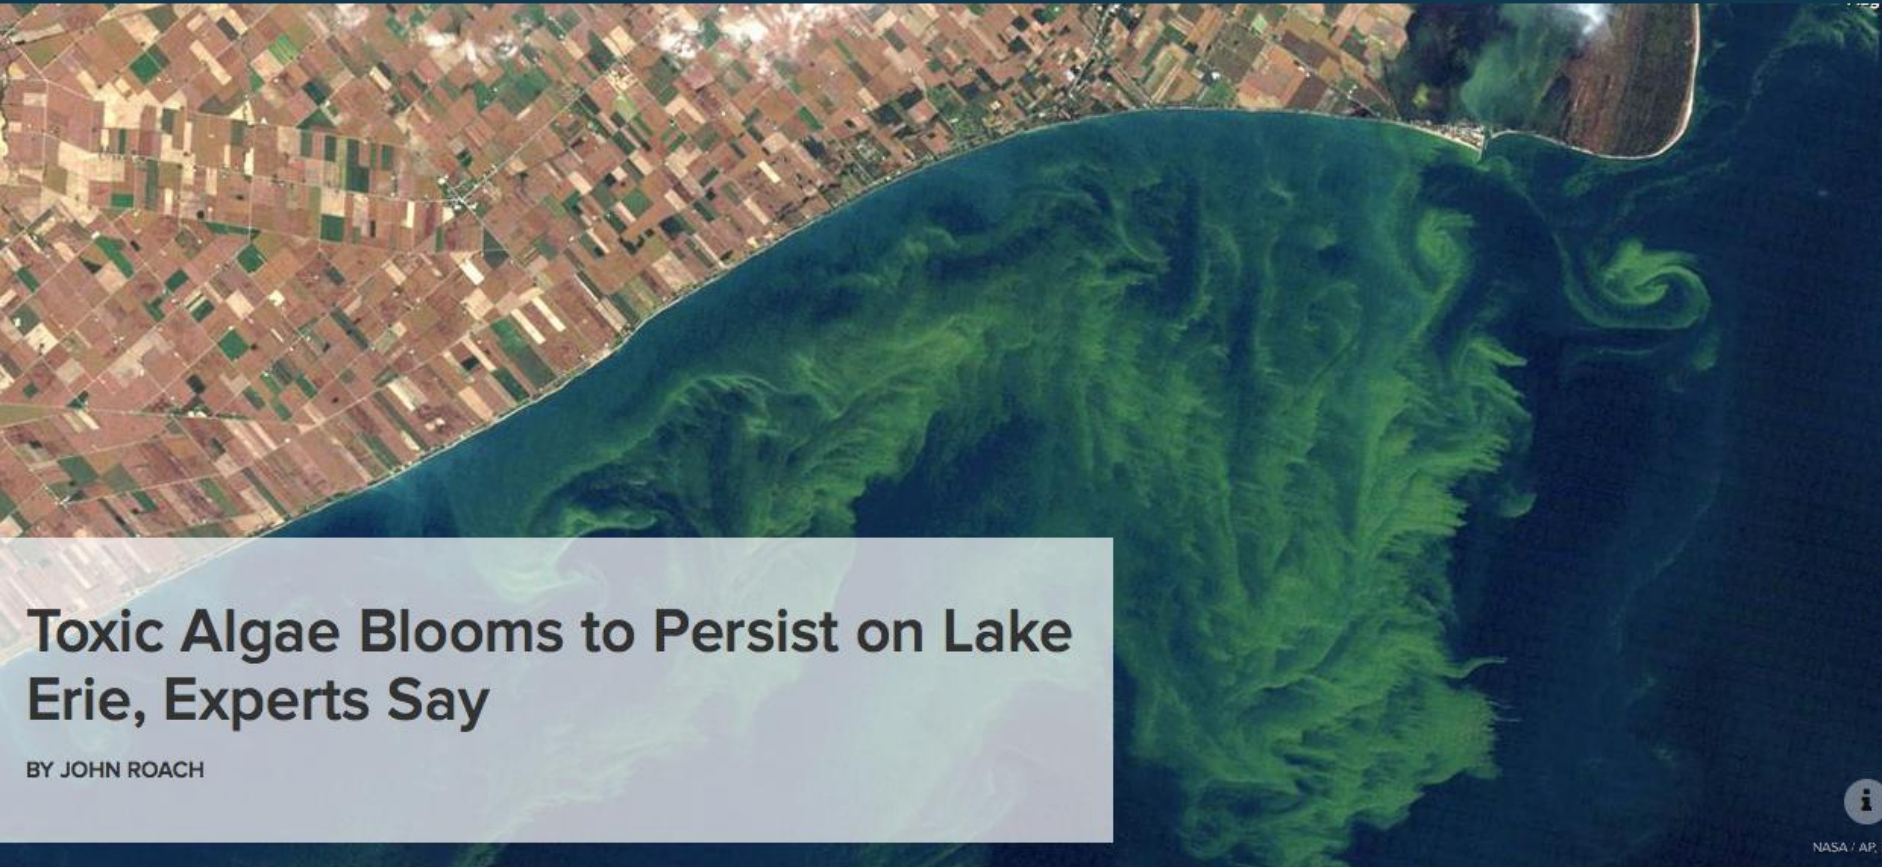 Toxic Algae Blooms to Persist on Lake
Erie, Experts Say
BY JOHN ROACH
i
NASA / AP